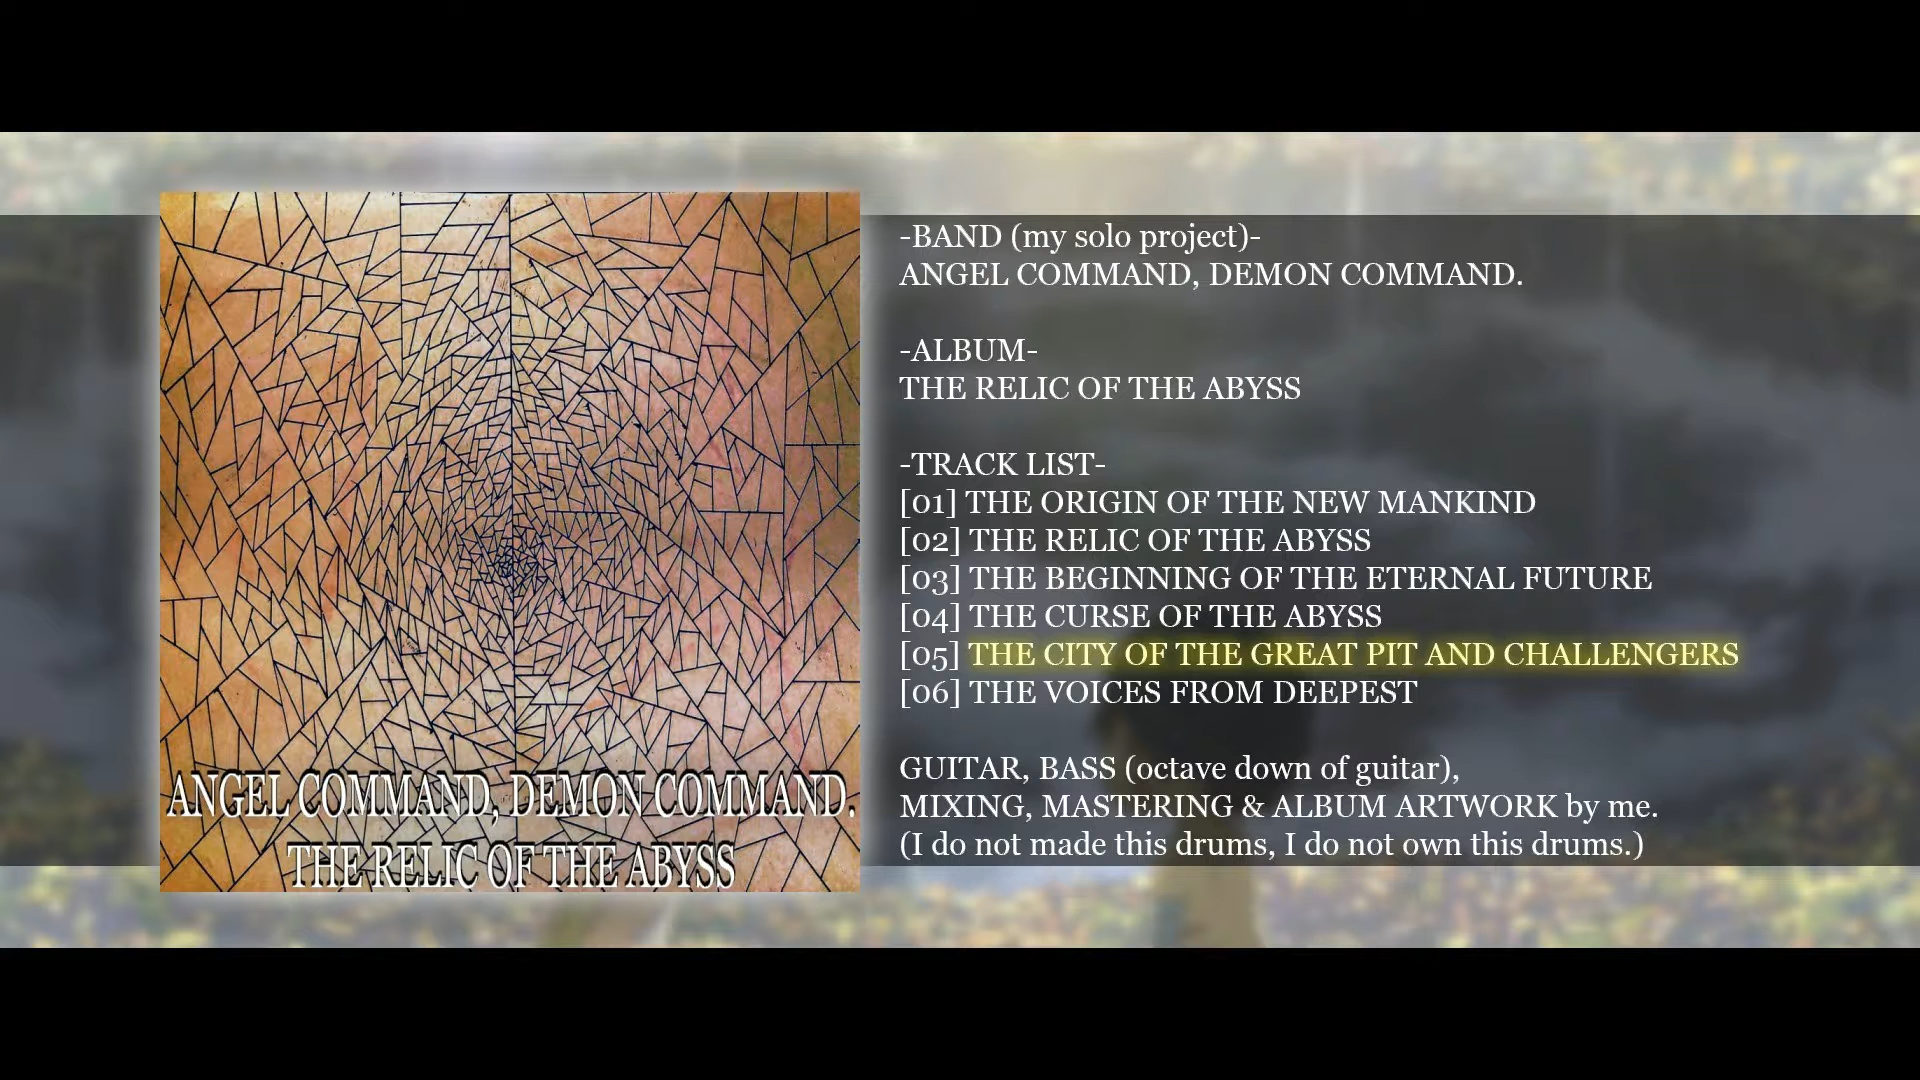 ANGEL COMMAND, DEMON COMMAND.
THE RELIC OF THE ABYSS
-BAND (my solo project)-
ANGEL COMMAND, DEMON COMMAND.
-ALBUM-
THE RELIC OF THE ABYSS
-TRACK LIST-
[01] THE ORIGIN OF THE NEW MANKIND
[02] THE RELIC OF THE ABYSS
[03] THE BEGINNING OF THE ETERNAL FUTURE
[04] THE CURSE OF THE ABYSS
[05] THE CITY OF THE GREAT PIT AND CHALLENGERS
[06] THE VOICES FROM DEEPEST
GUITAR, BASS (octave down of guitar),
MIXING, MASTERING & ALBUM ARTWORK by me.
(I do not made this drums, I do not own this drums.)